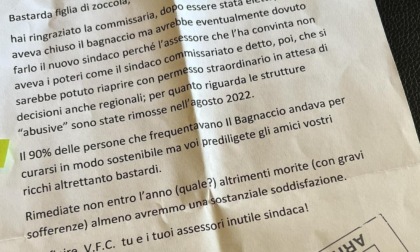 Bastarda figlia di zoccola,
hai ringraziato la commissaria, dopo essere stata
aveva chiuso il bagnaccio ma avrebbe eventualmente dovuto
farlo il nuovo sindaco perché l'assessore che l'ha convinta non
aveva i poteri come il sindaco commissariato e detto, poi, che si
sarebbe potuto riaprire con permesso straordinario in attesa di
decisioni anche regionali; per quanto riguarda le strutture
"abusive" sono state rimosse nell'agosto 2022.
Il 90% delle persone che frequentavano Il Bagnaccio andava per
curarsi in modo sostenibile ma voi prediligete gli amici vostri
ricchi altrettanto bastardi.
Rimediate non entro l'anno (quale?) altrimenti morite (con gravi
sofferenze) almeno avremmo una sostanziale soddisfazione.
V.F.C. tu e i tuoi assessori inutile sindaca!